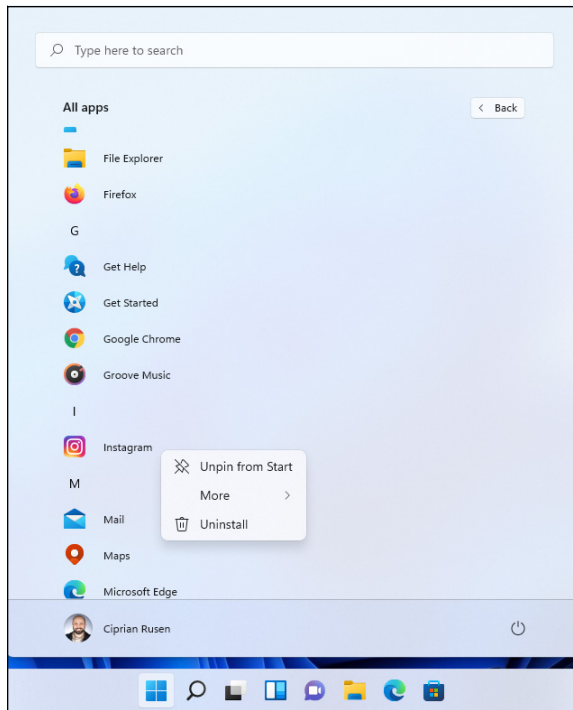 Type here to search
All apps
Back
File Explorer
Firefox
G
Get Help
Get Started
Google Chrome
Groove Music
I
Instagram
Unpin from Start
M
More
Mail
Uninstall
Maps
Microsoft Edge
Ciprian Rusen